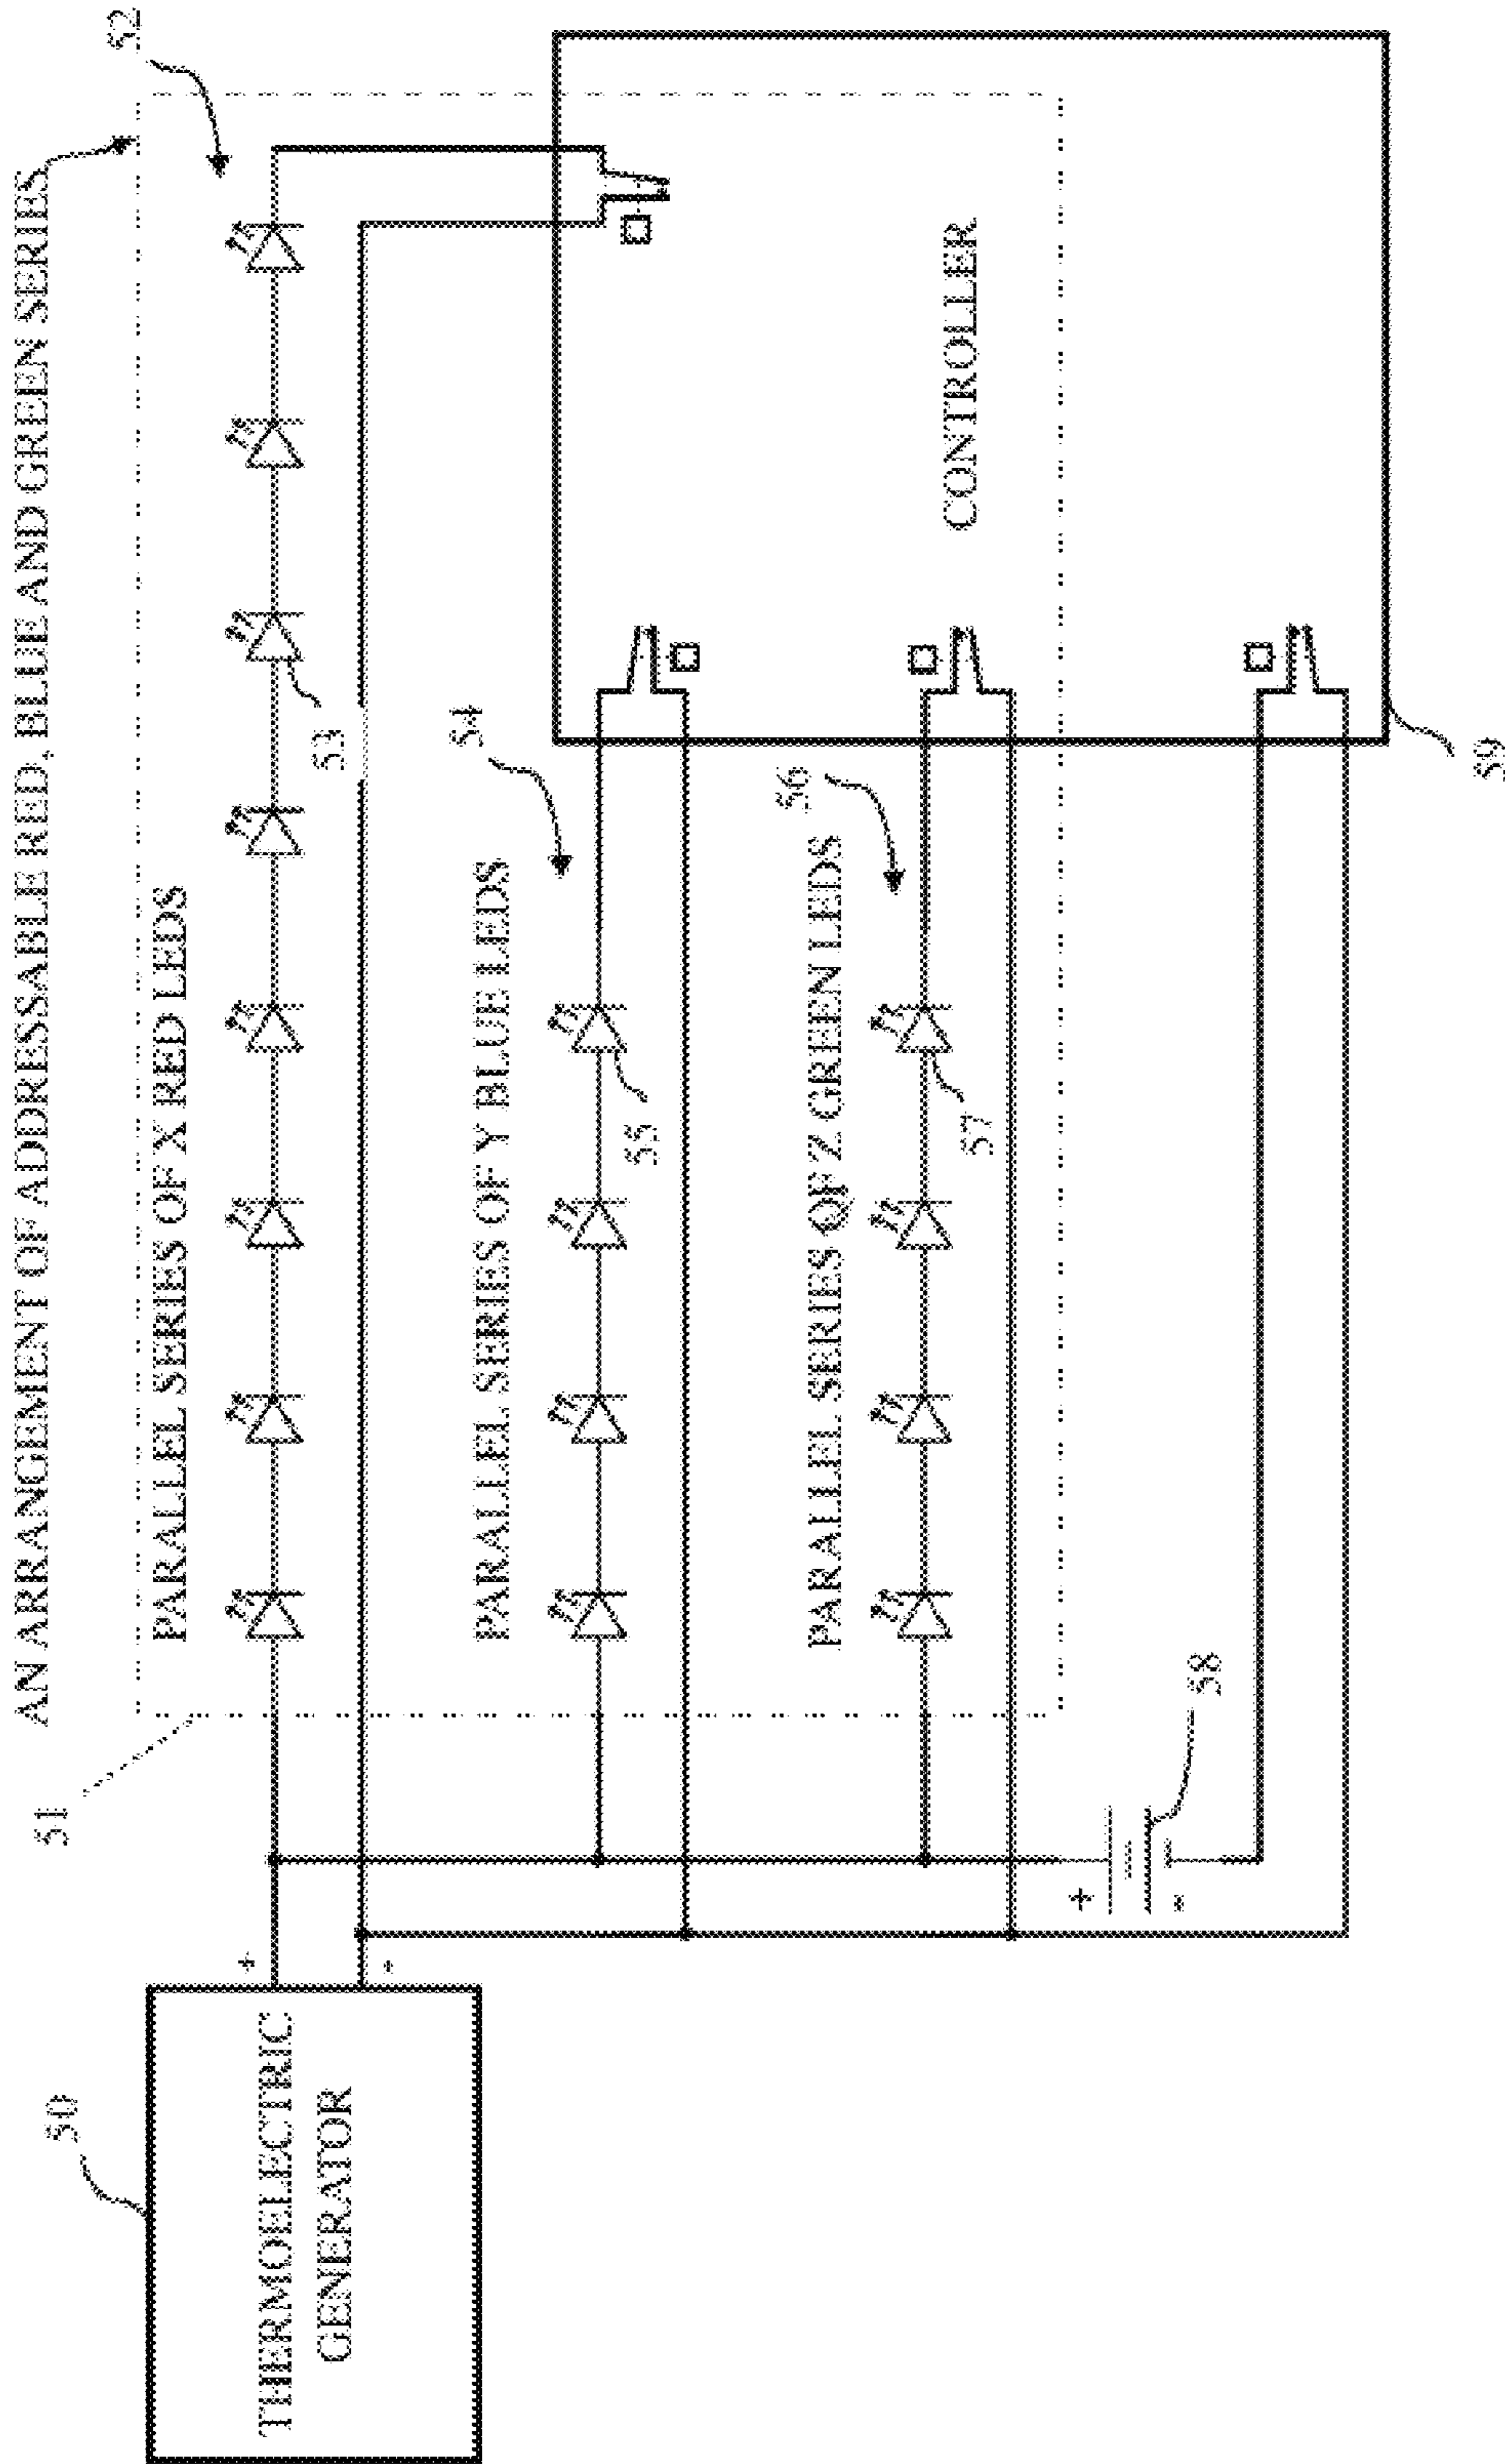 AN ARRANGEMENT OF ADDRESSABLE RED, BLUE AND GREEN SERIES
52
51
PARALLEL SERIES OF X RED LEDS
53
50
THERMOELECTRIC
GENERATOR
+
-
54
PARALLEL SERIES OF Y BLUE LEDS
55
56
PARALLEL SERIES OF Z GREEN LEDS
57
CONTROLLER
+
-
58
59